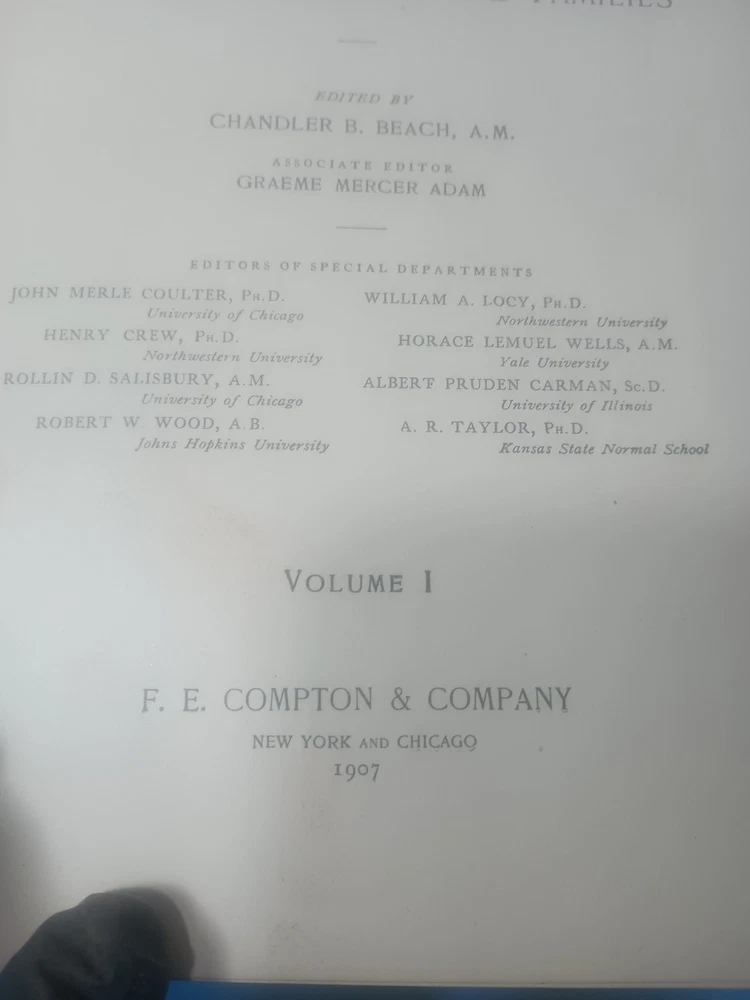 FAMILIES
EDITED BY
CHANDLER B. BEACH, A.M.
ASSOCIATE EDITOR
GRAEME MERCER ADAM
EDITORS OF SPECIAL DEPARTMENTS
JOHN MERLE COULTER, PH.D.
University of Chicago
HENRY CREW, PH.D.
Northwestern University
ROLLIN D. SALISBURY, A.M.
University of Chicago
ROBERT W. WOOD, A.B.
Johns Hopkins University
WILLIAM A. LOCY, PH.D.
Northwestern University
HORACE LEMUEL WELLS, A.M.
Yale University
ALBERT PRUDEN CARMAN, Sc.D.
University of Illinois
A. R. TAYLOR, PH.D.
Kansas State Normal School
VOLUME I
F. E. COMPTON & COMPANY
NEW YORK AND CHICAGO
1907